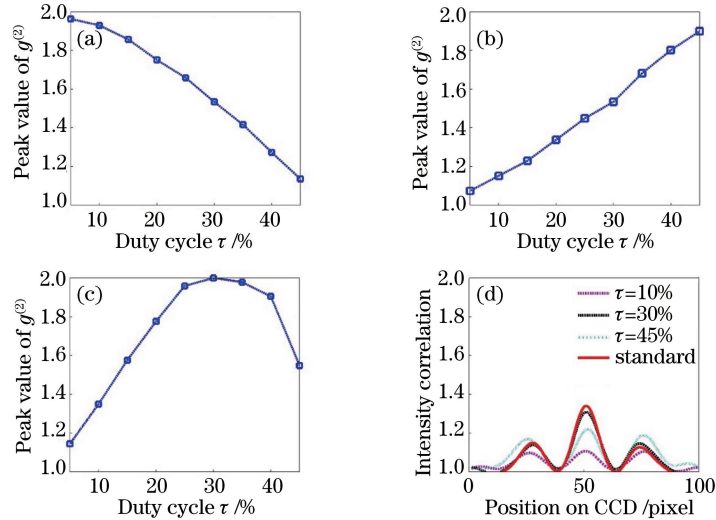 (a)
Peak value of g(2)
2.0
1.8
1.6
1.4
1.2
1.0
10 20 30 40
Duty cycle τ /%
(b)
Peak value of g(2)
2.0
1.8
1.6
1.4
1.2
1.0
10 20 30 40
Duty cycle τ /%
(c)
Peak value of g(2)
2.0
1.8
1.6
1.4
1.2
1.0
10 20 30 40
Duty cycle τ /%
(d)
Intensity correlation
2.0
1.8
1.6
1.4
1.2
1.0
τ=10%
τ=30%
τ=45%
standard
0 50 100
Position on CCD /pixel